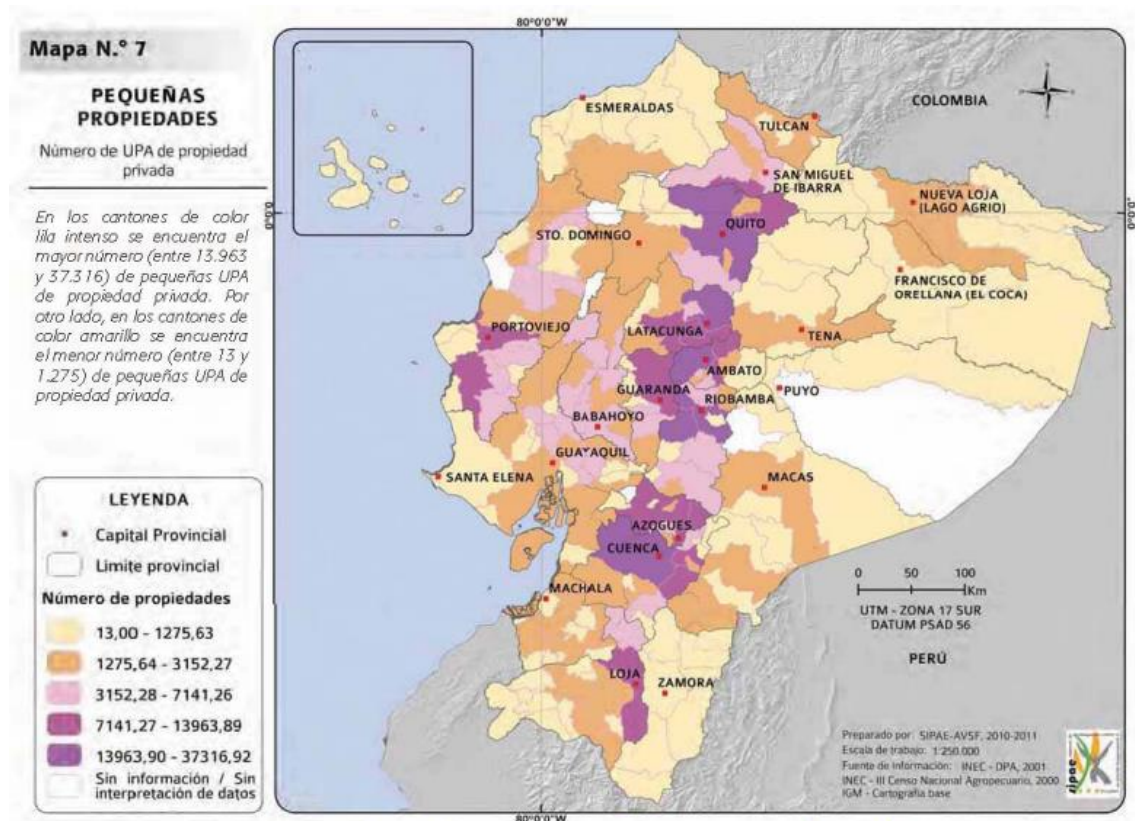 Mapa N.° 7
PEQUEÑAS
PROPIEDADES
Número de UPA de propiedad
privada
En los cantones de color
lila intenso se encuentra el
mayor número (entre 13.963
y 37.316) de pequeñas UPA
de propiedad privada. Por
otro lado, en los cantones de
color amarillo se encuentra
el menor número (entre 13 y
1.275) de pequeñas UPA de
propiedad privada.
LEYENDA
Capital Provincial
Limite provincial
Número de propiedades
13,00 - 1275,63
1275,64 - 3152,27
3152,28 - 7141,26
7141,27 - 13963,89
13963,90 - 37316,92
Sin información / Sin
interpretación de datos
80°0'0"W
0°0'0"
COLOMBIA
ESMERALDAS
TULCAN
SAN MIGUEL
DE IBARRA
NUEVA LOJA
(LAGO AGRIO)
QUITO
STO. DOMINGO
0°0'0"
FRANCISCO DE
ORELLANA (EL COCA)
PORTOVIEJO
LATACUNGA
TENA
AMBATO
GUARANDA
RIOBAMBA
PUYO
BABAHOYO
GUAYAQUIL
SANTA ELENA
MACAS
AZOGUES
CUENCA
MACHALA
0 50 100
Km
UTM - ZONA 17 SUR
DATUM PSAD 56
PERÚ
LOJA
ZAMORA
Preparado por: SIPAE-AVSF, 2010-2011
Escala de trabajo: 1:250.000
Fuente de Información: INEC - DPA, 2001
INEC - III Censo Nacional Agropecuario, 2000
IGM - Cartografía base
sipae
80°0'0"W